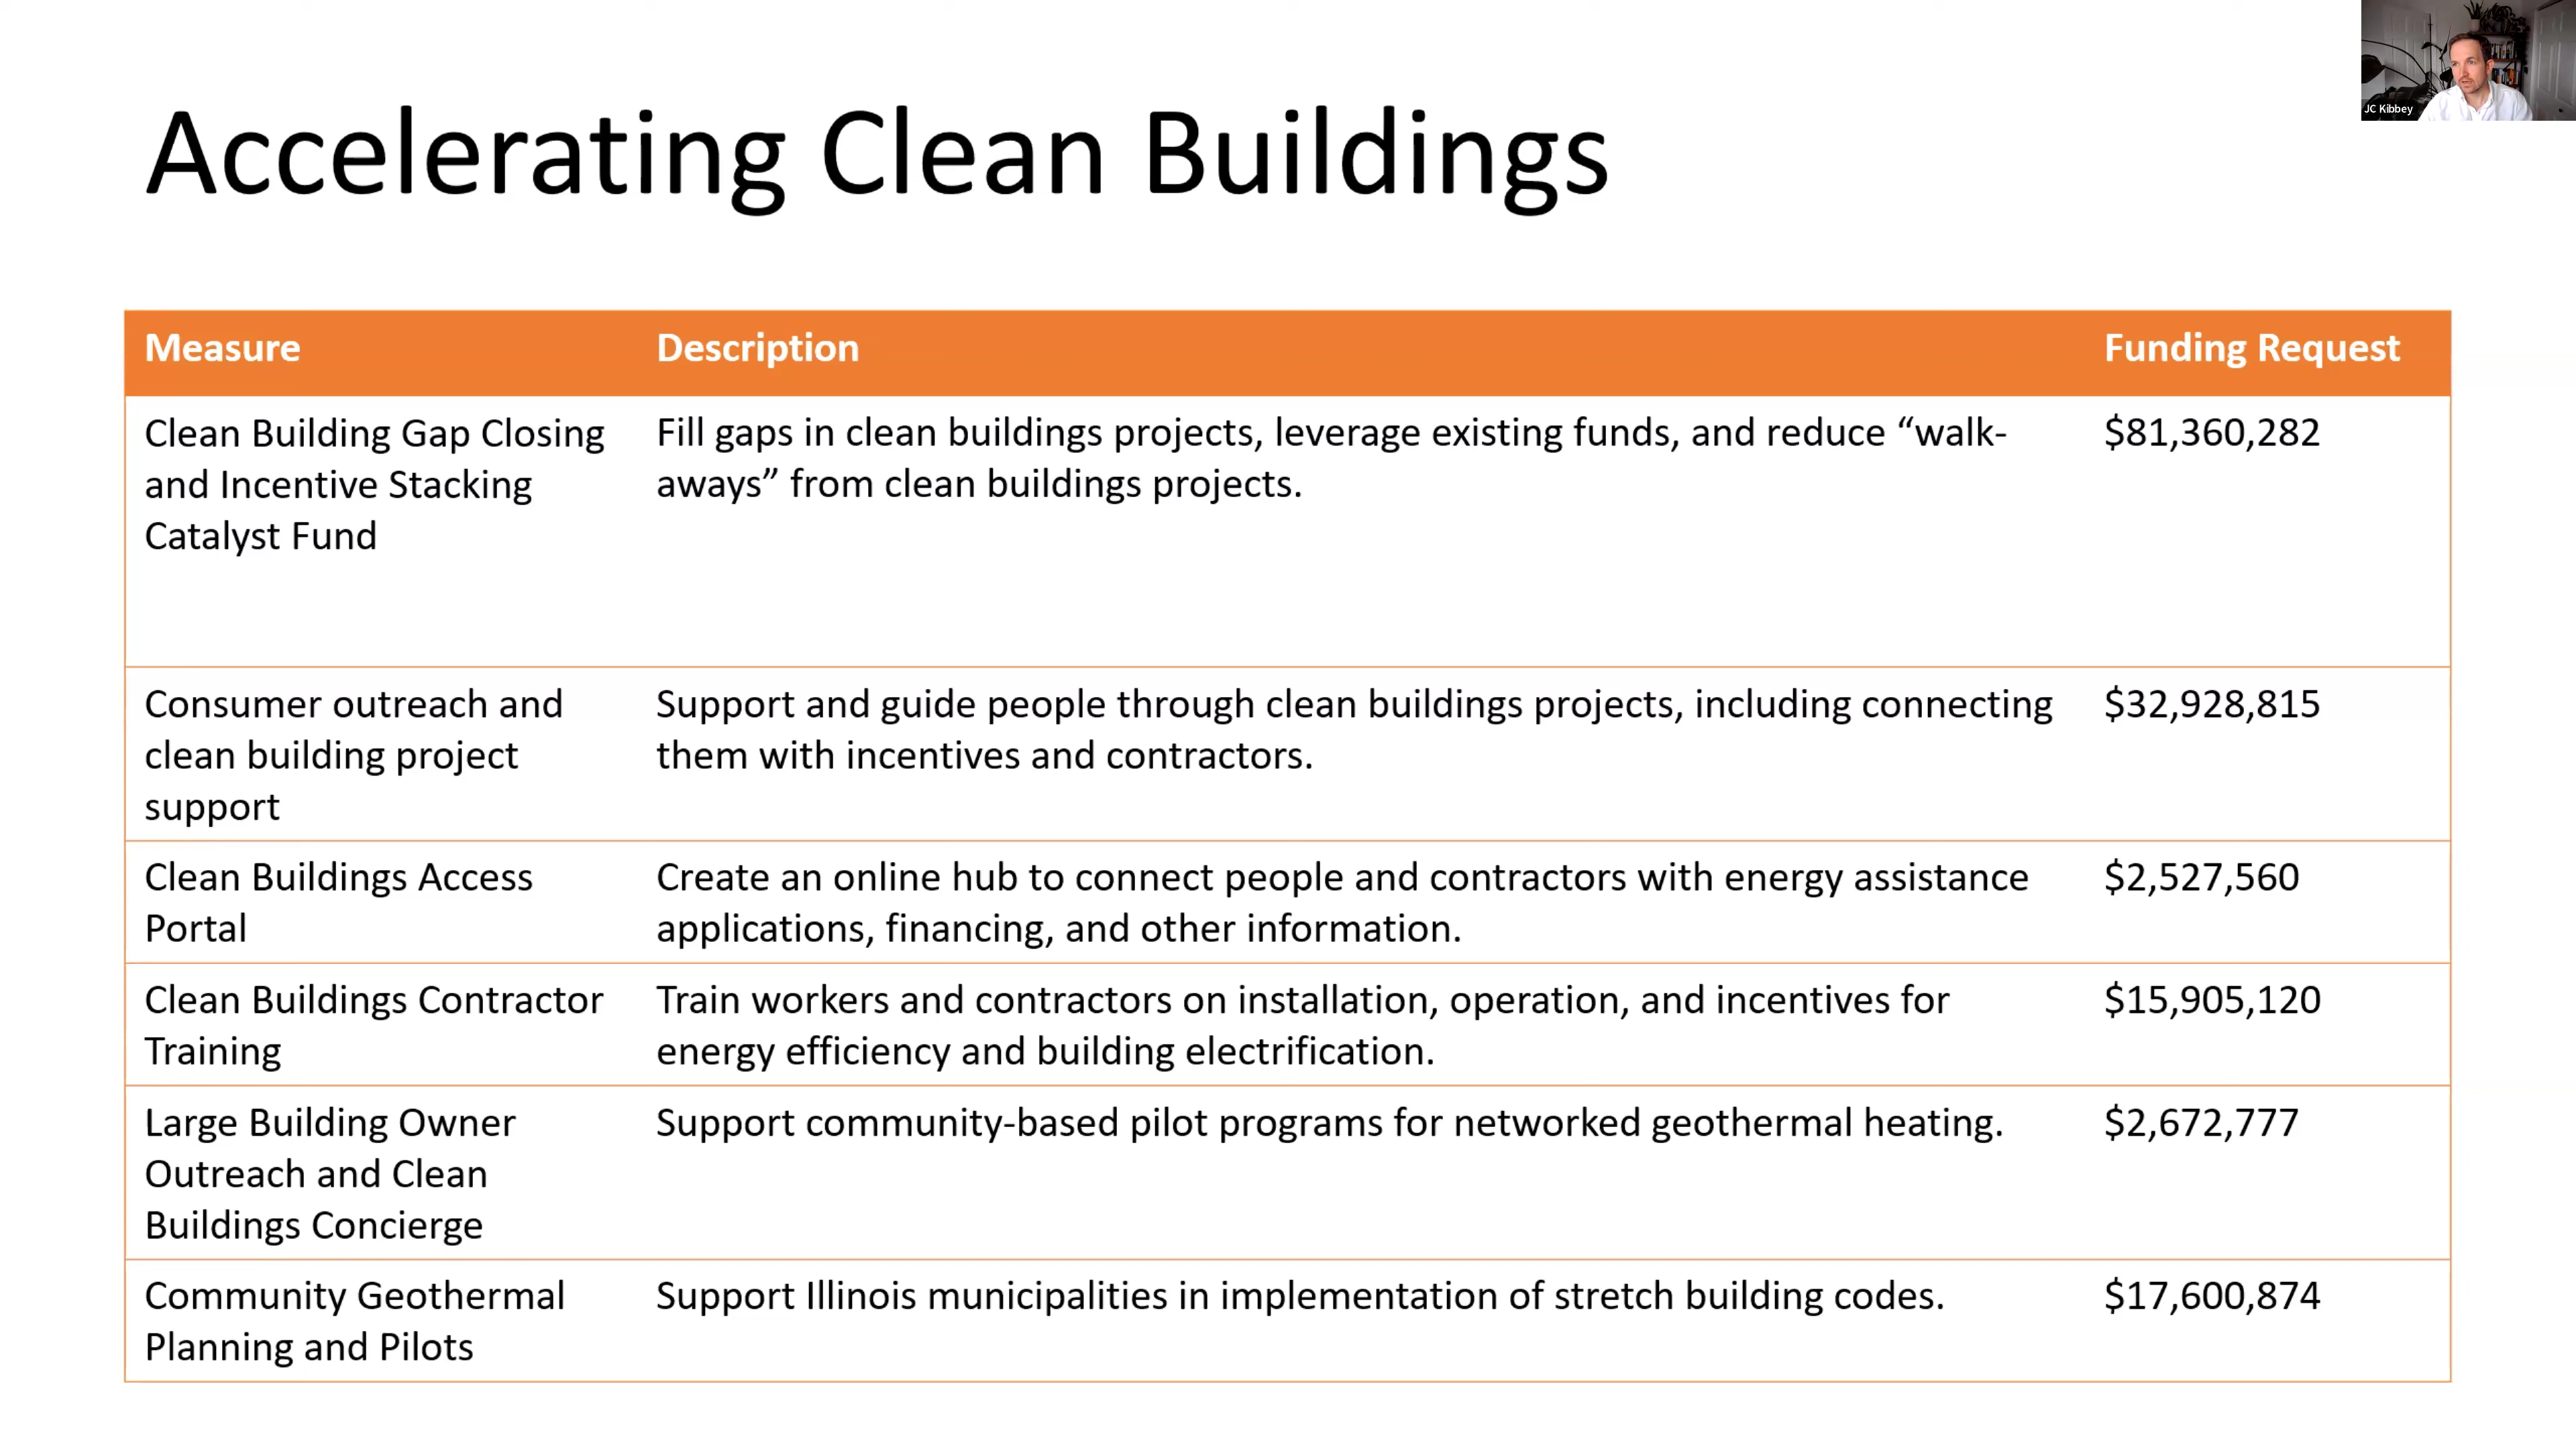 JC Kibbey
Accelerating Clean Buildings
Measure
Description
Funding Request
Clean Building Gap Closing
and Incentive Stacking
Catalyst Fund
Fill gaps in clean buildings projects, leverage existing funds, and reduce “walk-
aways” from clean buildings projects.
$81,360,282
Consumer outreach and
clean building project
support
Support and guide people through clean buildings projects, including connecting
them with incentives and contractors.
$32,928,815
Clean Buildings Access
Portal
Create an online hub to connect people and contractors with energy assistance
applications, financing, and other information.
$2,527,560
Clean Buildings Contractor
Training
Train workers and contractors on installation, operation, and incentives for
energy efficiency and building electrification.
$15,905,120
Large Building Owner
Outreach and Clean
Buildings Concierge
Support community-based pilot programs for networked geothermal heating.
$2,672,777
Community Geothermal
Planning and Pilots
Support Illinois municipalities in implementation of stretch building codes.
$17,600,874